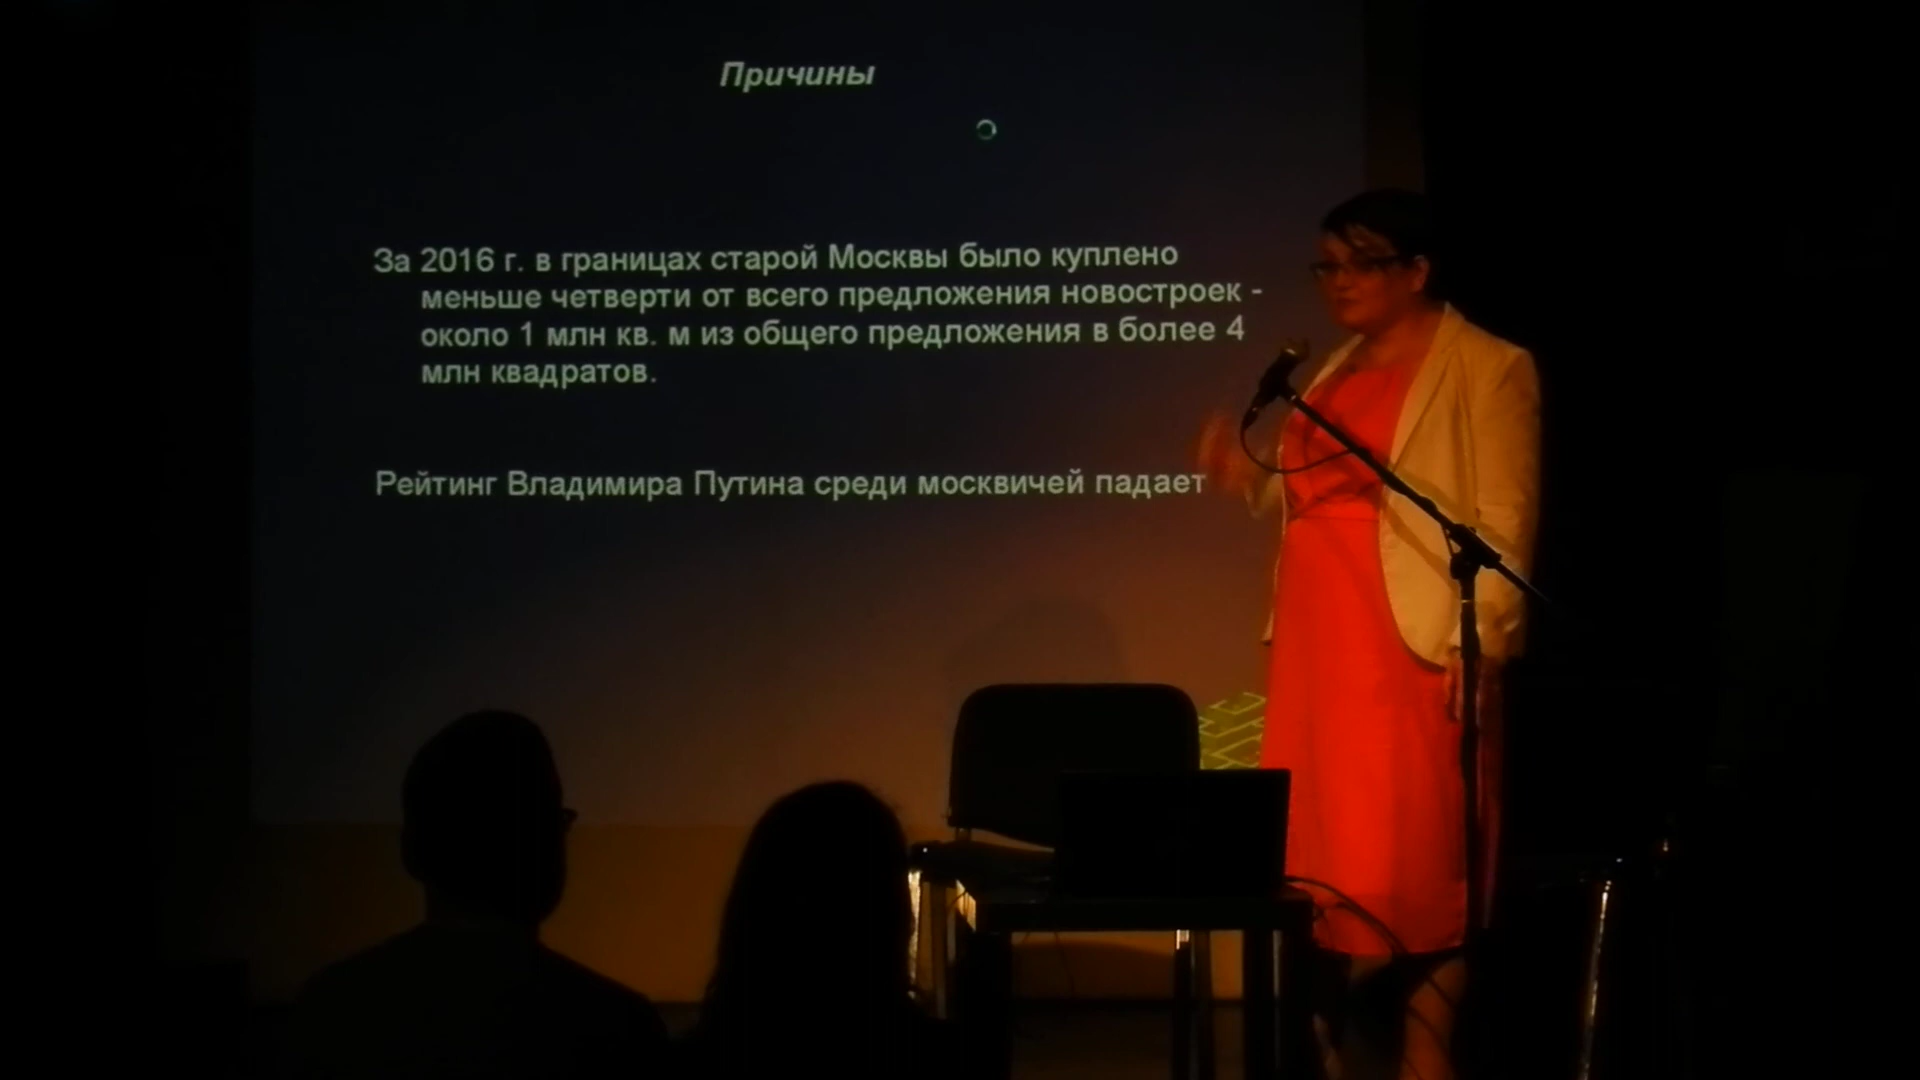 Причины
За 2016 г. в границах старой Москвы было куплено
меньше четверти от всего предложения новостроек -
около 1 млн кв. м из общего предложения в более 4
млн квадратов.
Рейтинг Владимира Путина среди москвичей падает